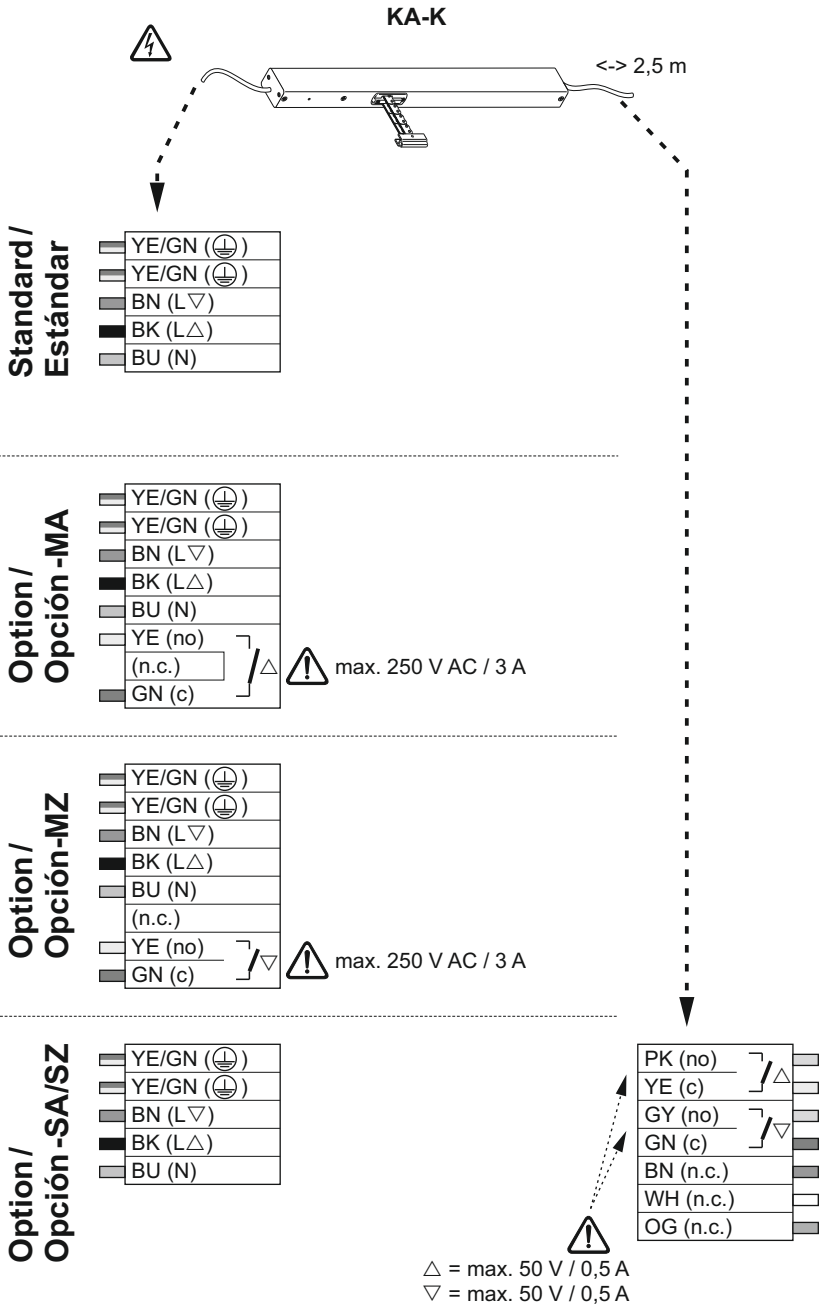 KA-K
<-> 2,5 m
Standard /
Estándar
YE/GN (⏚)
YE/GN (⏚)
BN (L▽)
BK (L△)
BU (N)
Option /
Opción -MA
YE/GN (⏚)
YE/GN (⏚)
BN (L▽)
BK (L△)
BU (N)
YE (no)
(n.c.)
GN (c)
△
max. 250 V AC / 3 A
Option /
Opción-MZ
YE/GN (⏚)
YE/GN (⏚)
BN (L▽)
BK (L△)
BU (N)
(n.c.)
YE (no)
GN (c)
▽
max. 250 V AC / 3 A
Option /
Opción -SA/SZ
YE/GN (⏚)
YE/GN (⏚)
BN (L▽)
BK (L△)
BU (N)
PK (no)
YE (c)
△
GY (no)
GN (c)
▽
BN (n.c.)
WH (n.c.)
OG (n.c.)
△ = max. 50 V / 0,5 A
▽ = max. 50 V / 0,5 A